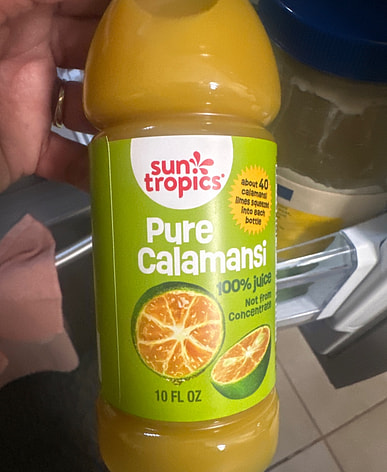 sun
tropics
about 40
calamansi
limes squeezed
into each
bottle
Pure
Calamansi
100% juice
Not from
Concentrate
10 FL OZ